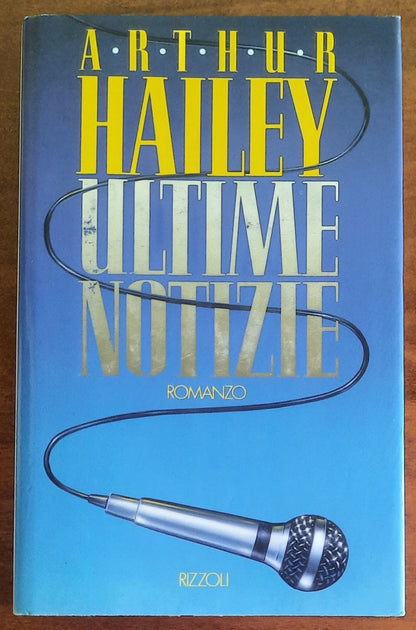 A·R·T·H·U·R
HAILEY
ULTIME
NOTIZIE
ROMANZO
RIZZOLI